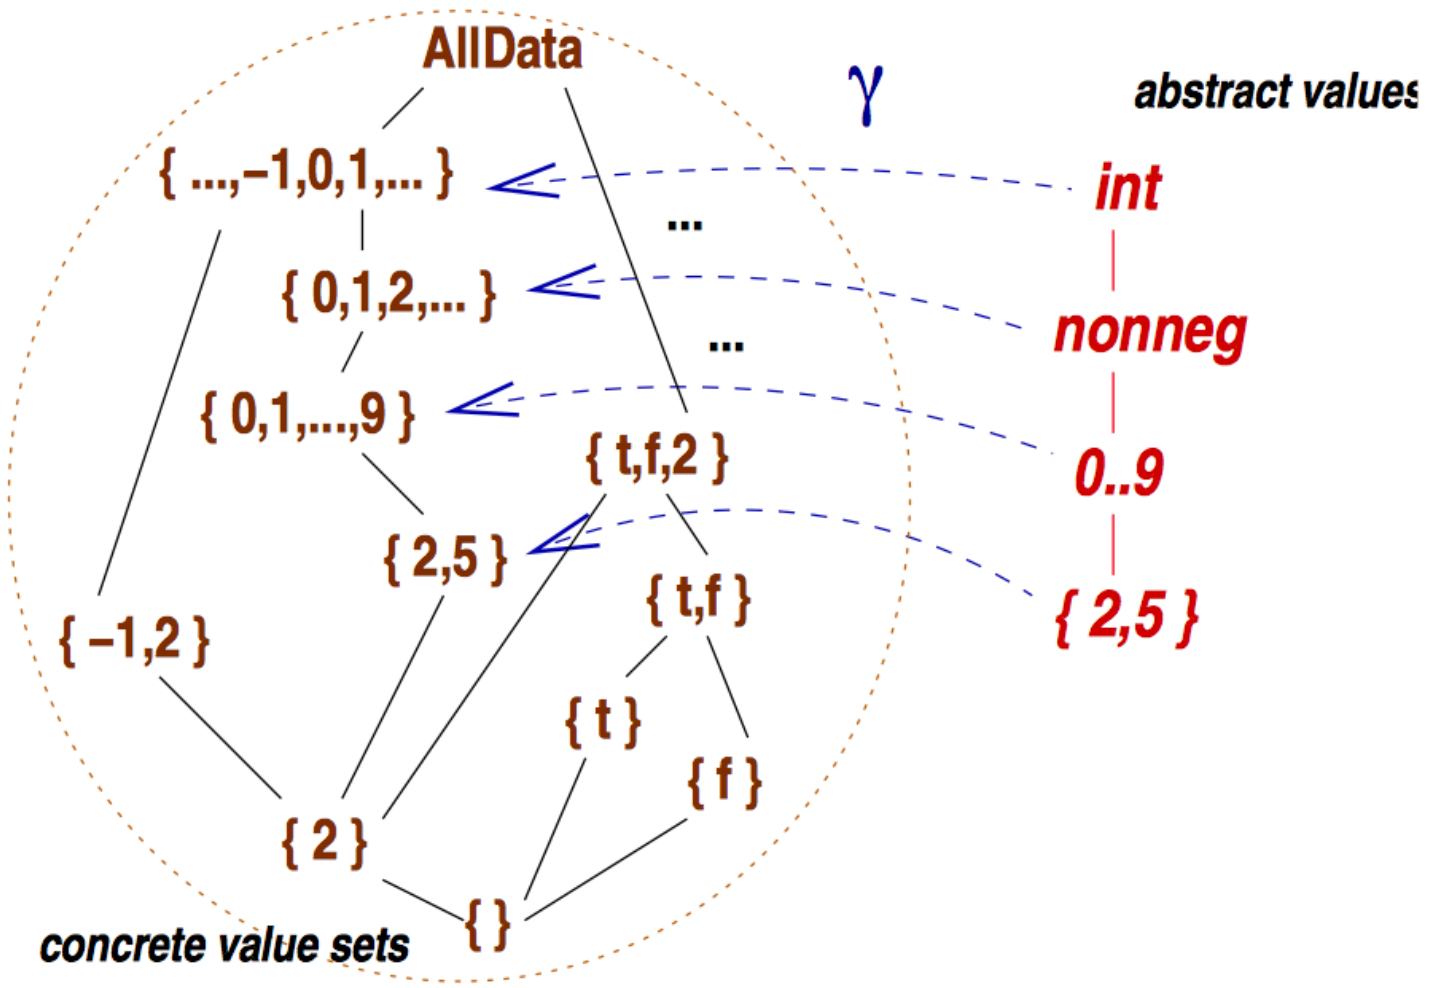 AllData
γ
abstract values
{ ...,−1,0,1,... }
int
...
{ 0,1,2,... }
nonneg
...
{ 0,1,...,9 }
{ t,f,2 }
0..9
{ 2,5 }
{ t,f }
{ 2,5 }
{ −1,2 }
{ t }
{ f }
{ 2 }
{ }
concrete value sets